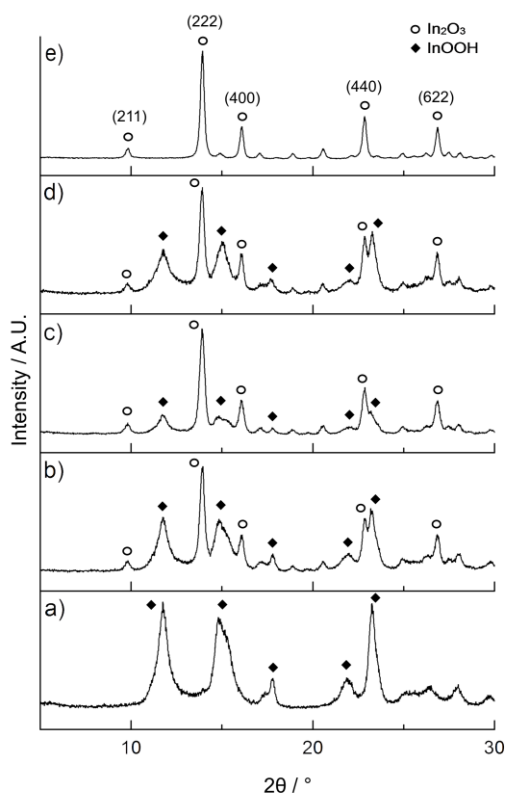 ○ In₂O₃
◆ InOOH
e)
(211)
(222)
(400)
(440)
(622)
d)
c)
b)
a)
Intensity / A.U.
10
20
30
2θ / °